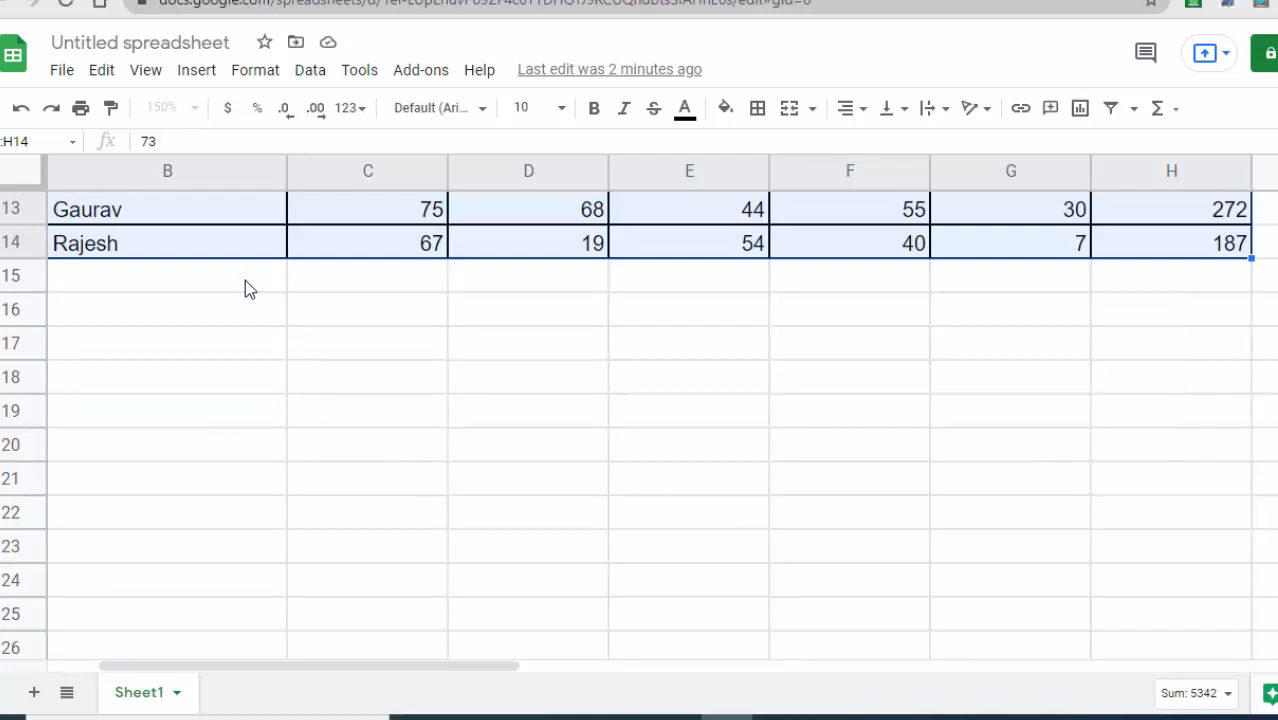 Untitled spreadsheet
File Edit View Insert Format Data Tools Add-ons Help Last edit was 2 minutes ago
150% $ % .0 .00 123 Default (Ari... 10 B I S A Σ
:H14 fx 73
B C D E F G H
13 Gaurav 75 68 44 55 30 272
14 Rajesh 67 19 54 40 7 187
15
16
17
18
19
20
21
22
23
24
25
26
+ Sheet1 Sum: 5342